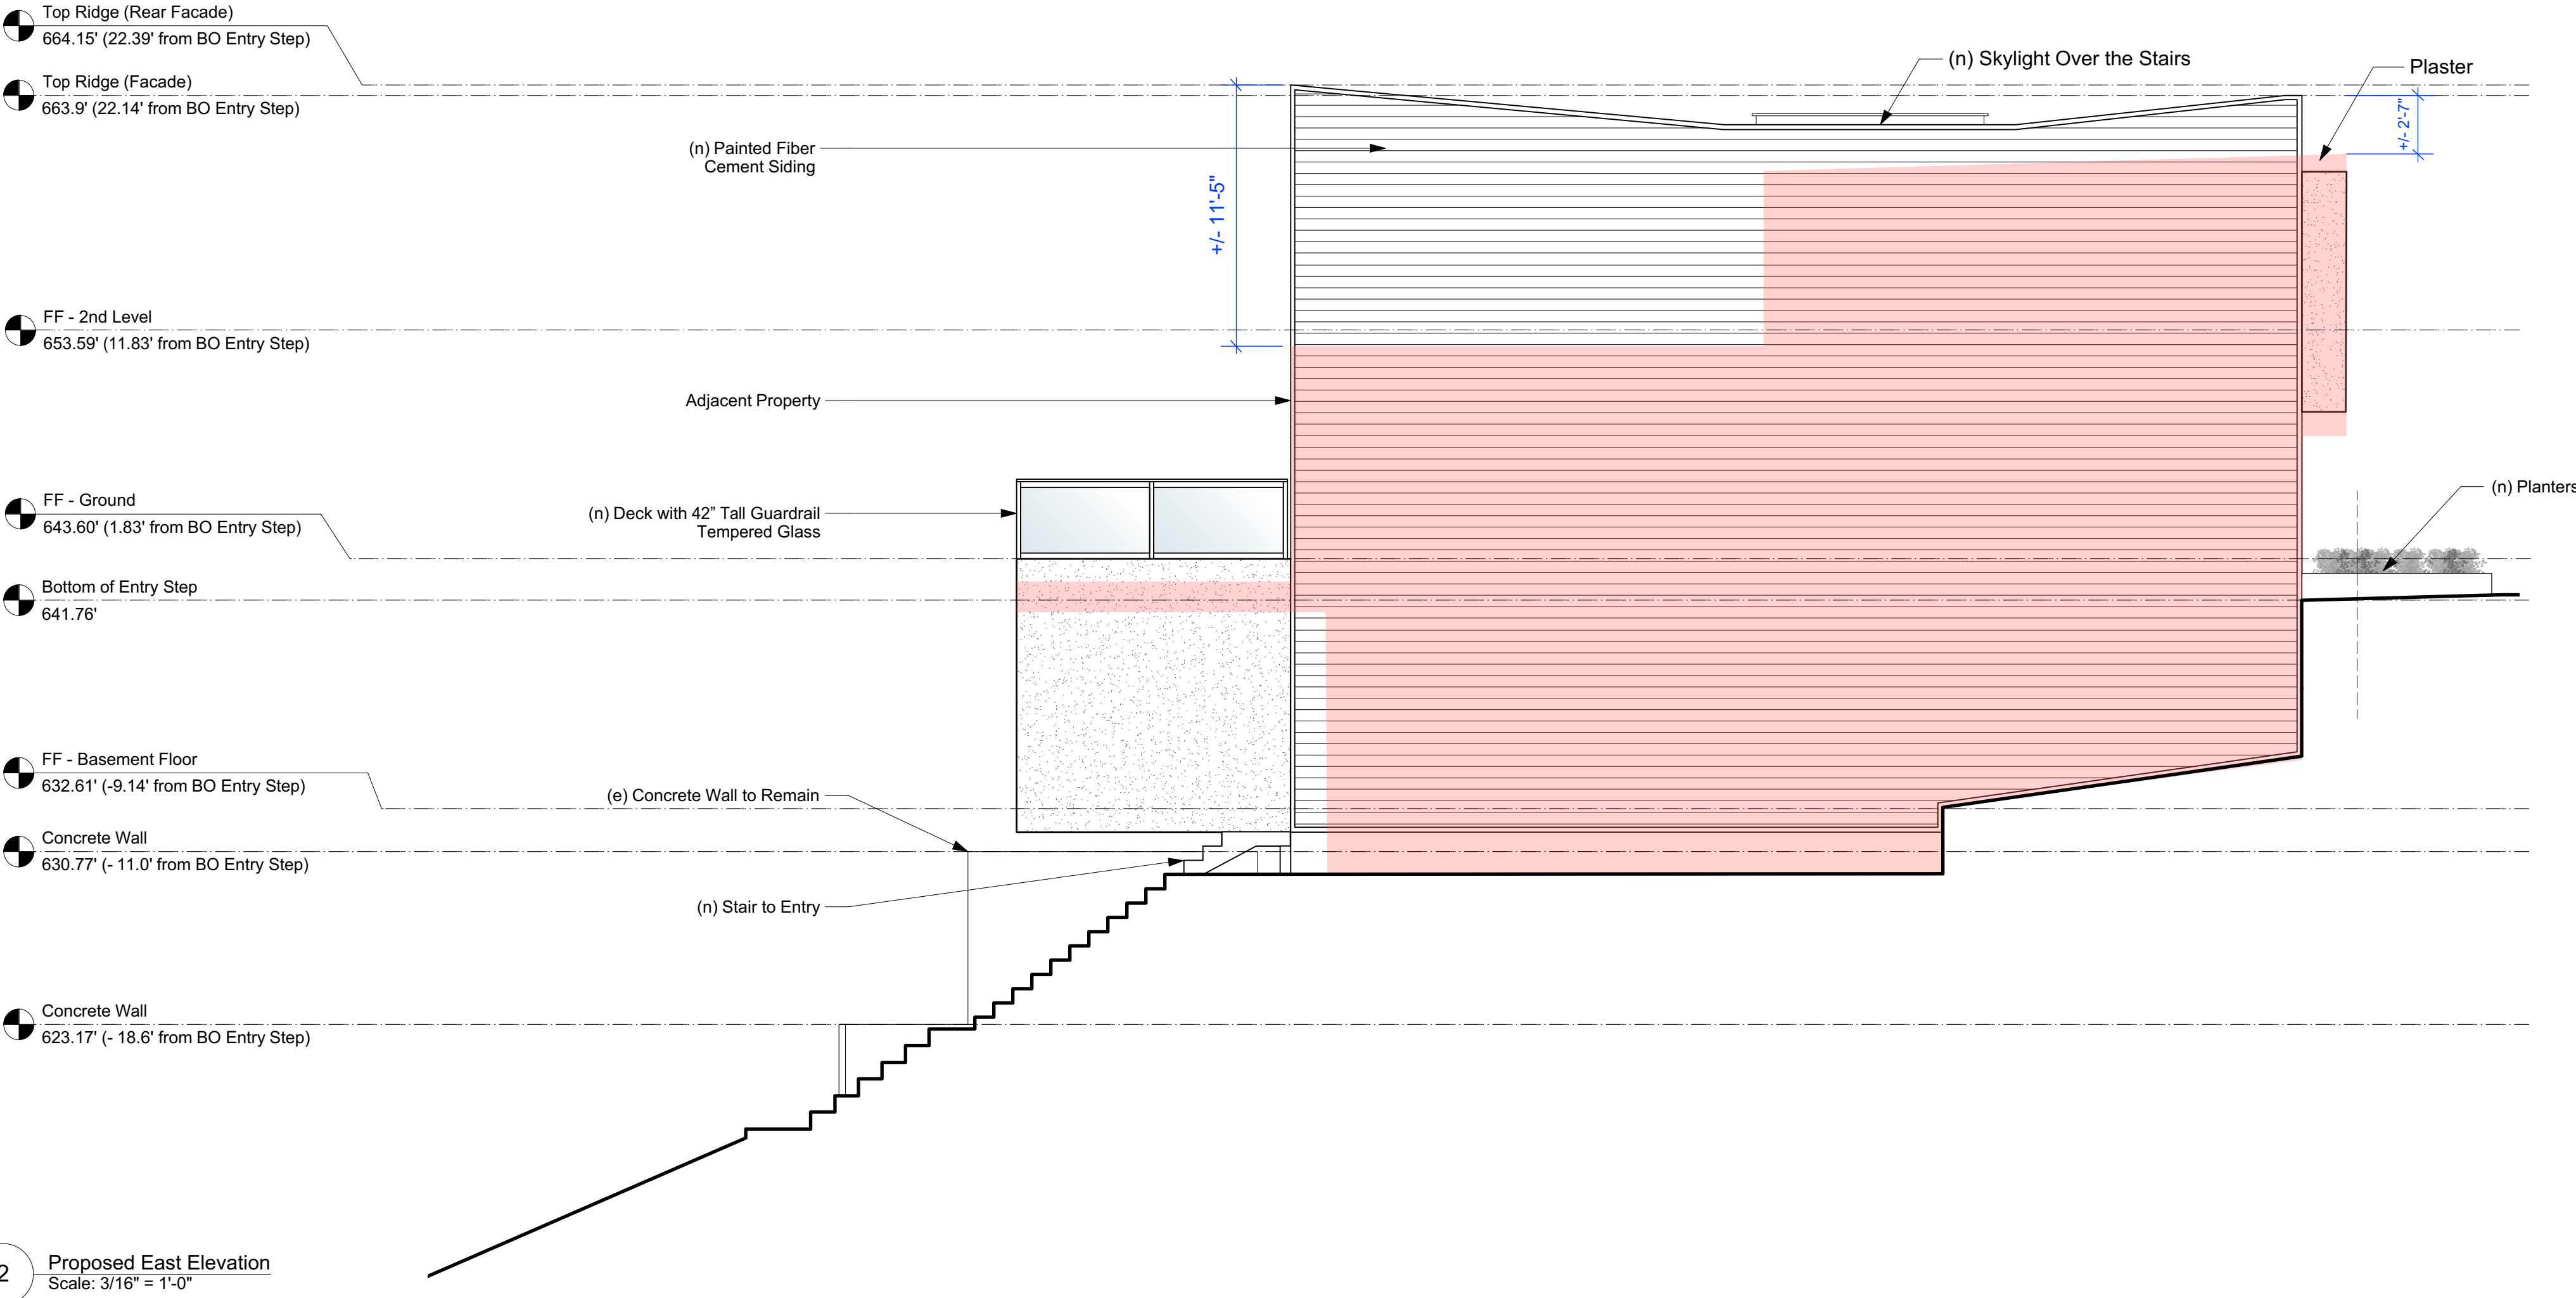 Top Ridge (Rear Facade)
664.15' (22.39' from BO Entry Step)
Top Ridge (Facade)
663.9' (22.14' from BO Entry Step)
(n) Skylight Over the Stairs
Plaster
+/- 2'-7"
(n) Painted Fiber
Cement Siding
+/- 11'-5"
FF - 2nd Level
653.59' (11.83' from BO Entry Step)
Adjacent Property
FF - Ground
643.60' (1.83' from BO Entry Step)
(n) Deck with 42” Tall Guardrail
Tempered Glass
(n) Planters
Bottom of Entry Step
641.76'
FF - Basement Floor
632.61' (-9.14' from BO Entry Step)
(e) Concrete Wall to Remain
Concrete Wall
630.77' (- 11.0' from BO Entry Step)
(n) Stair to Entry
Concrete Wall
623.17' (- 18.6' from BO Entry Step)
2
Proposed East Elevation
Scale: 3/16" = 1'-0"